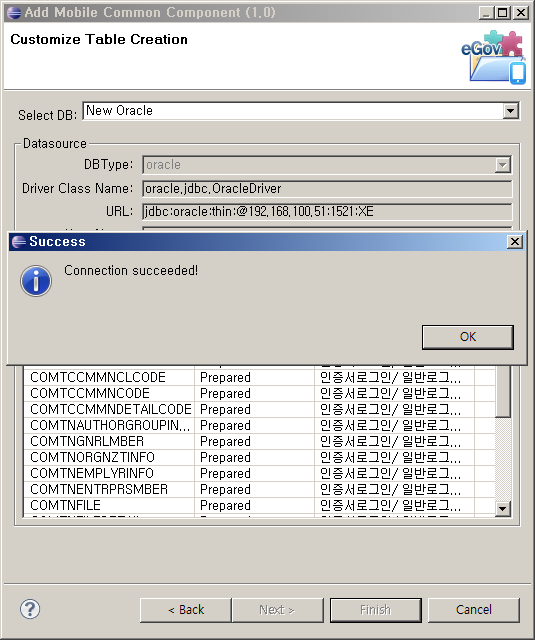 Add Mobile Common Component (1,0)
Customize Table Creation
eGov
Select DB: New Oracle
Datasource
DBType: oracle
Driver Class Name: oracle,jdbc,OracleDriver
URL: jdbc:oracle:thin:@192,168,100,51:1521:XE
Success
Connection succeeded!
OK
COMTCCMMNCLCODE Prepared 인증서로그인/ 일반로그...
COMTCCMMNCODE Prepared 인증서로그인/ 일반로그...
COMTCCMMNDETAILCODE Prepared 인증서로그인/ 일반로그...
COMTNAUTHORGROUPIN... Prepared 인증서로그인/ 일반로그...
COMTNGNRLMBER Prepared 인증서로그인/ 일반로그...
COMTNORGNZTINFO Prepared 인증서로그인/ 일반로그...
COMTNEMPLYRINFO Prepared 인증서로그인/ 일반로그...
COMTNENTRPRSMBER Prepared 인증서로그인/ 일반로그...
COMTNFILE Prepared 인증서로그인/ 일반로그...
< Back Next > Finish Cancel